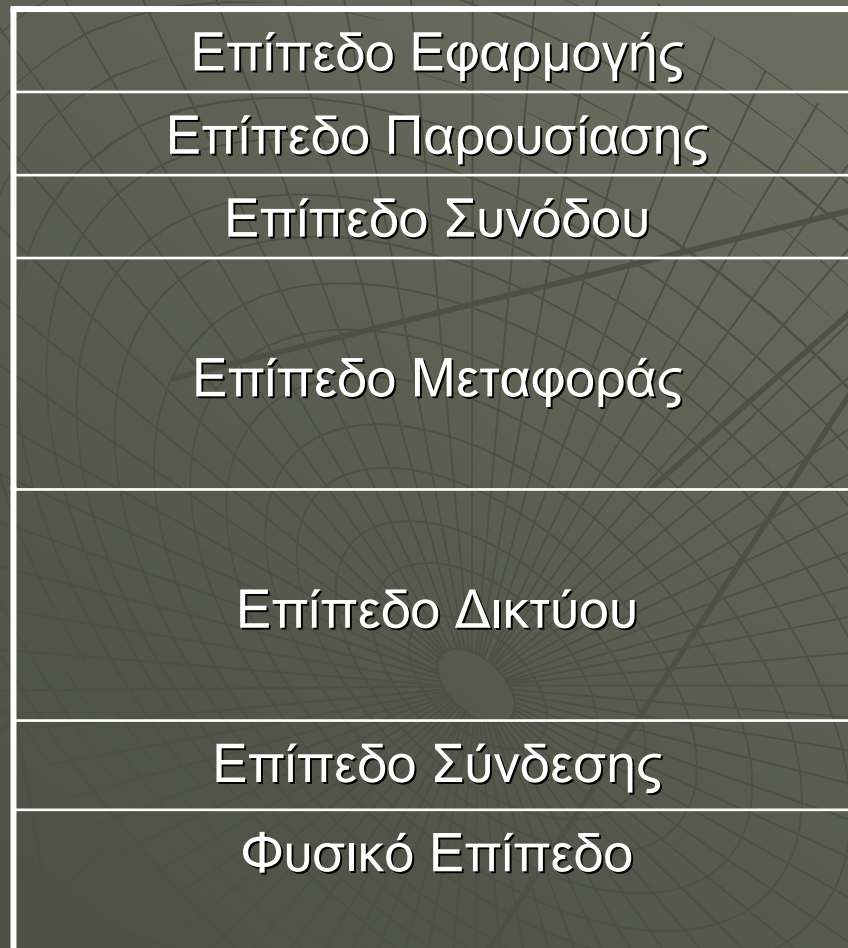 Επίπεδο Εφαρμογής
Επίπεδο Παρουσίασης
Επίπεδο Συνόδου
Επίπεδο Μεταφοράς
Επίπεδο Δικτύου
Επίπεδο Σύνδεσης
Φυσικό Επίπεδο